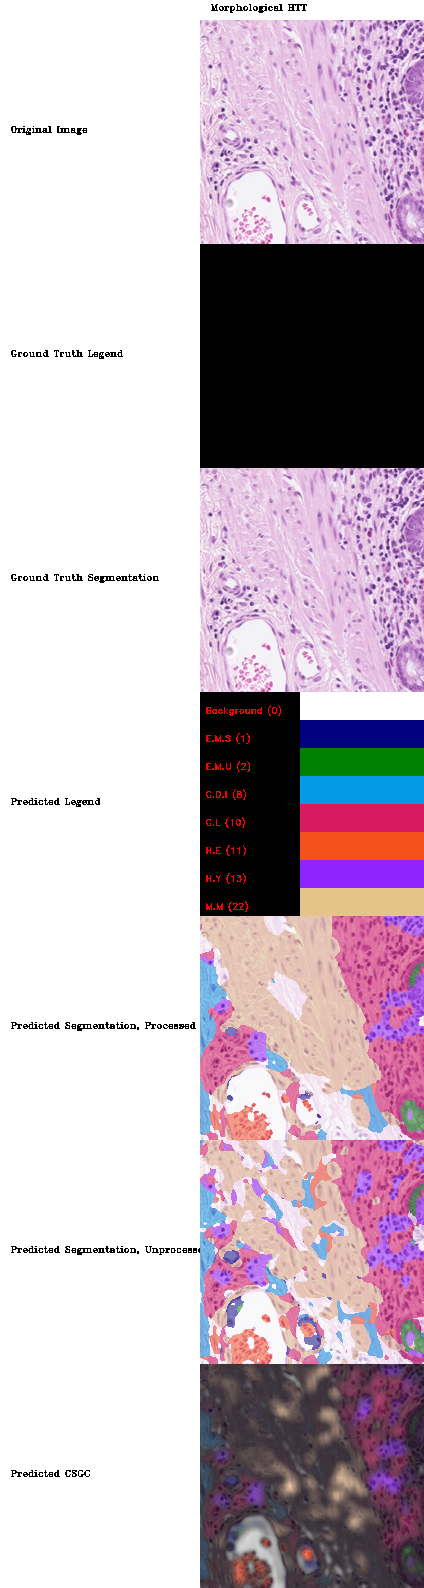 Morphological HTT
Original Image
Ground Truth Legend
Ground Truth Segmentation
Background (0)
E.M.S (1)
E.M.U (2)
Predicted Legend
C.D.I (8)
C.L (10)
H.E (11)
H.Y (13)
M.M (22)
Predicted Segmentation, Processed
Predicted Segmentation, Unprocesse
Predicted CSGC